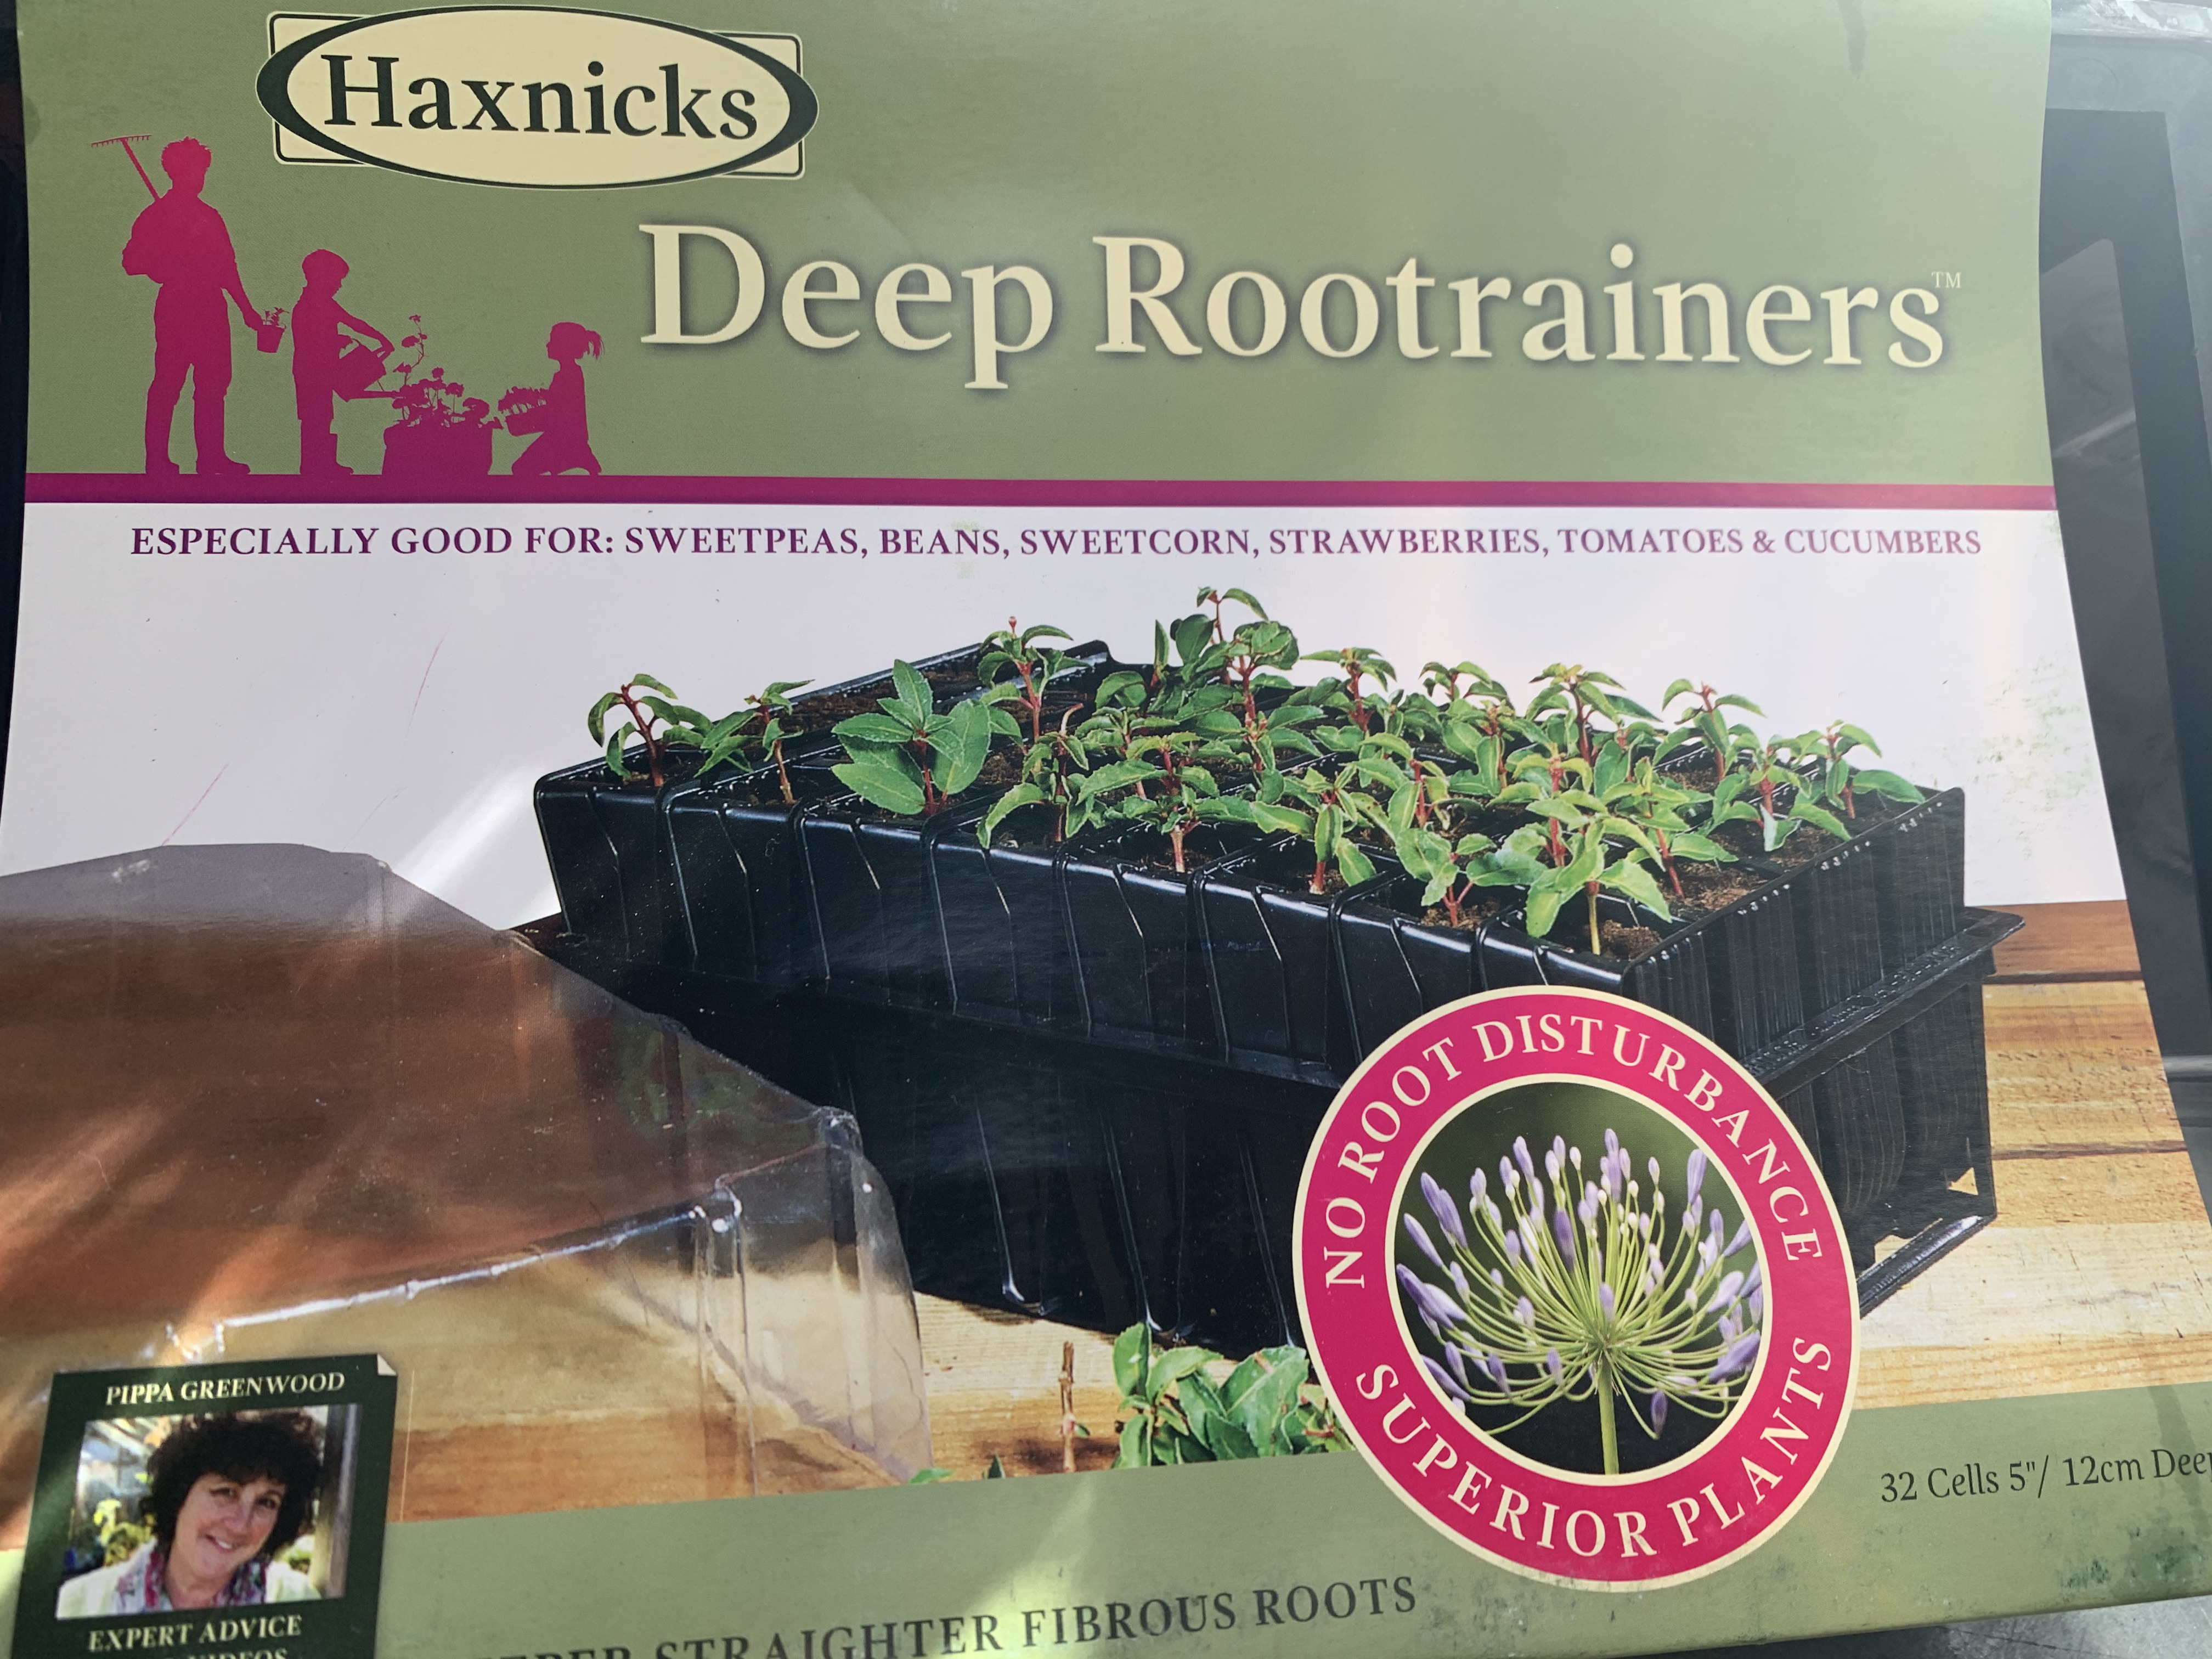 Haxnicks
Deep Rootrainers™
ESPECIALLY GOOD FOR: SWEETPEAS, BEANS, SWEETCORN, STRAWBERRIES, TOMATOES & CUCUMBERS
NO ROOT DISTURBANCE
SUPERIOR PLANTS
PIPPA GREENWOOD
EXPERT ADVICE
VIDEOS
32 Cells 5"/ 12cm
STRAIGHTER FIBROUS ROOTS